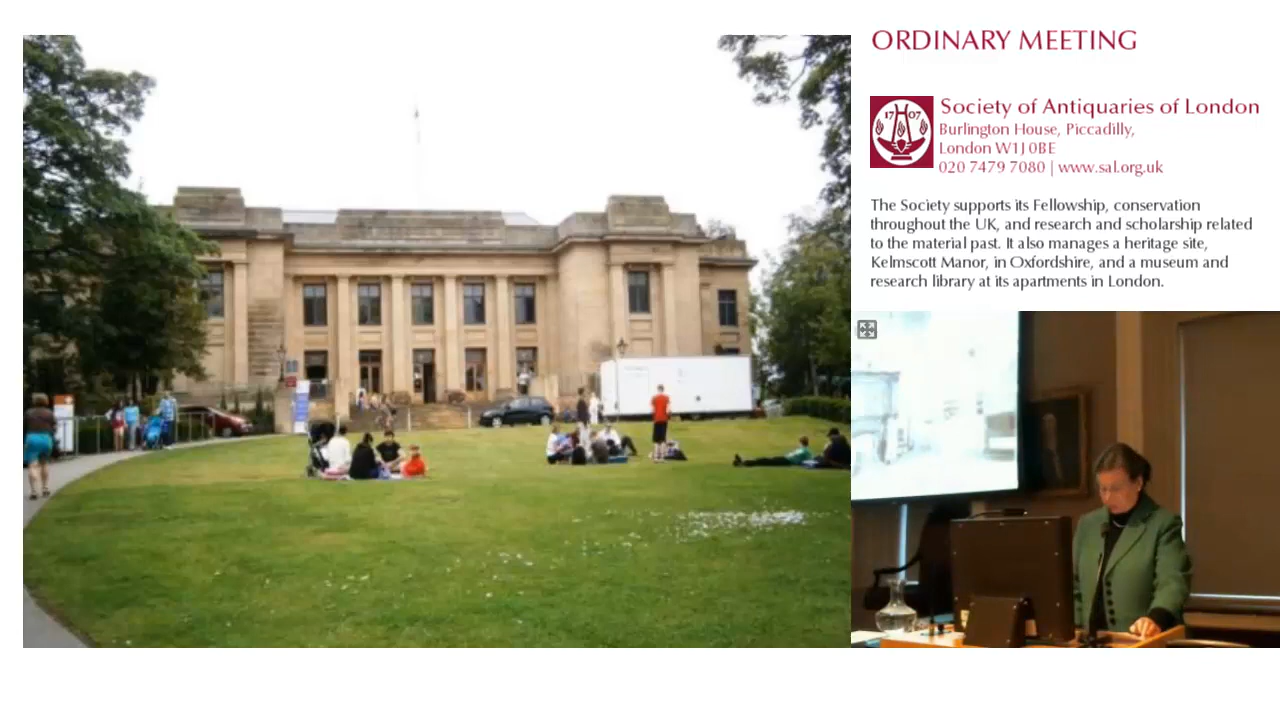 ORDINARY MEETING
17 07
Society of Antiquaries of London
Burlington House, Piccadilly,
London W1J 0BE
020 7479 7080 | www.sal.org.uk
The Society supports its Fellowship, conservation
throughout the UK, and research and scholarship related
to the material past. It also manages a heritage site,
Kelmscott Manor, in Oxfordshire, and a museum and
research library at its apartments in London.